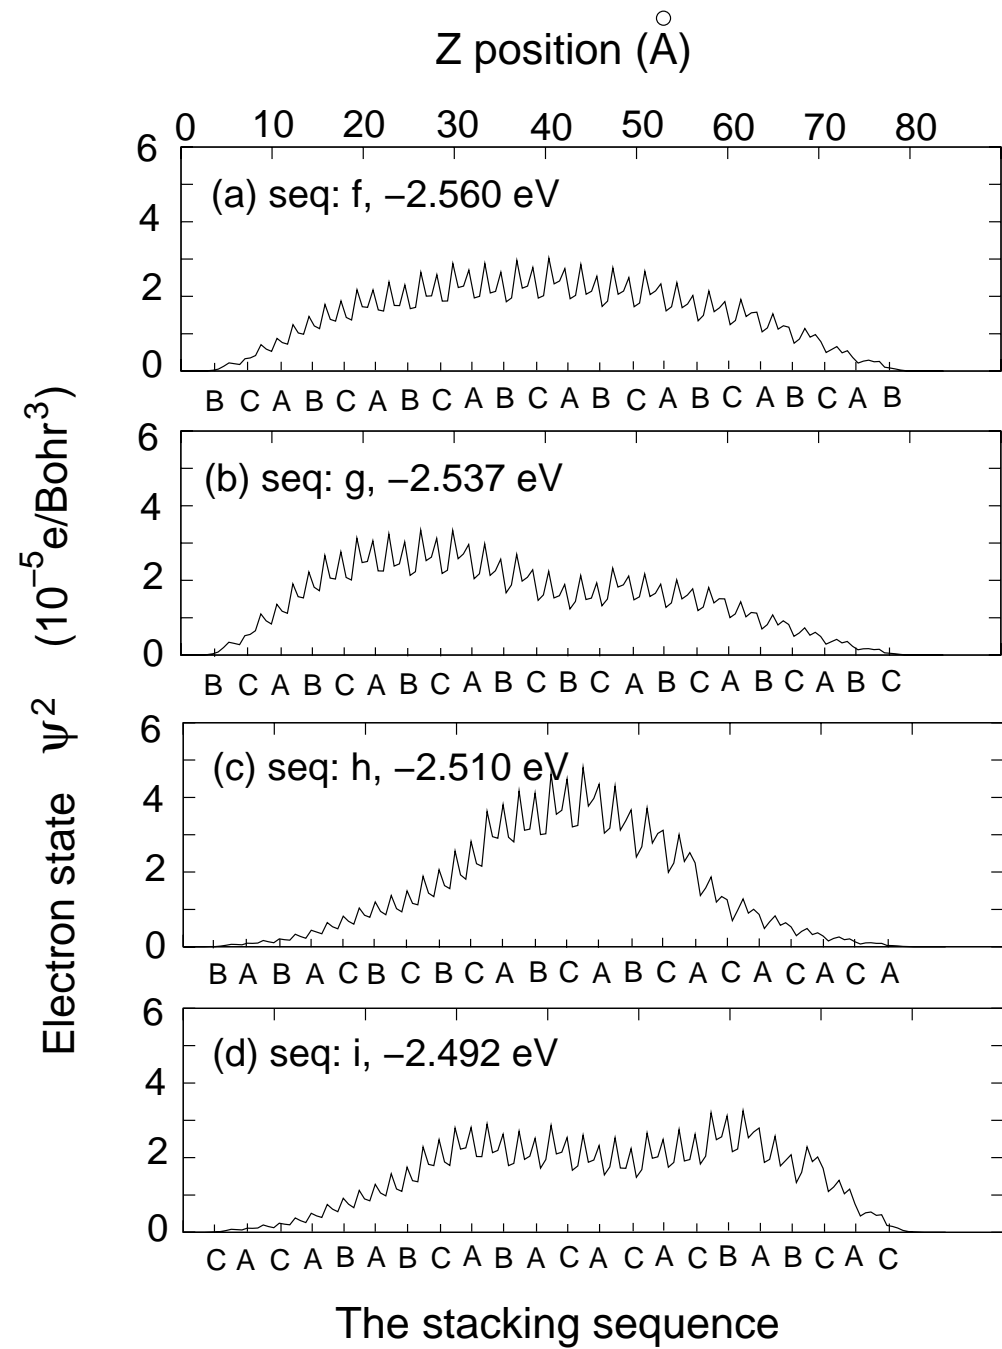 Z position (Å)
0 10 20 30 40 50 60 70 80
6
(a) seq: f, −2.560 eV
4
2
0
B C A B C A B C A B C A B C A B C A B C A B
6
(b) seq: g, −2.537 eV
4
2
0
B C A B C A B C A B C B C A B C A B C A B C
6
(c) seq: h, −2.510 eV
4
2
0
B A B A C B C B C A B C A B C A C A C A C A
6
(d) seq: i, −2.492 eV
4
2
0
C A C A B A B C A B A C A C A C B A B C A C
The stacking sequence
Electron state ψ² (10⁻⁵e/Bohr³)